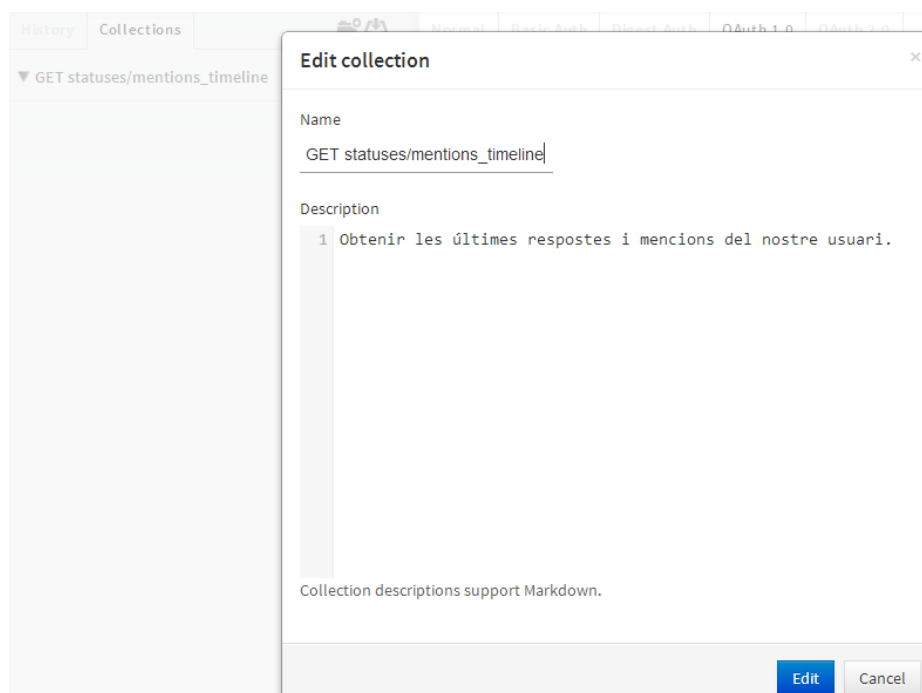 History Collections Normal Basic Auth Digest Auth OAuth 1.0 OAuth 2.0
Edit collection
×
▼ GET statuses/mentions_timeline
Name
GET statuses/mentions_timeline
Description
1 Obtenir les últimes respostes i mencions del nostre usuari.
Collection descriptions support Markdown.
Edit Cancel